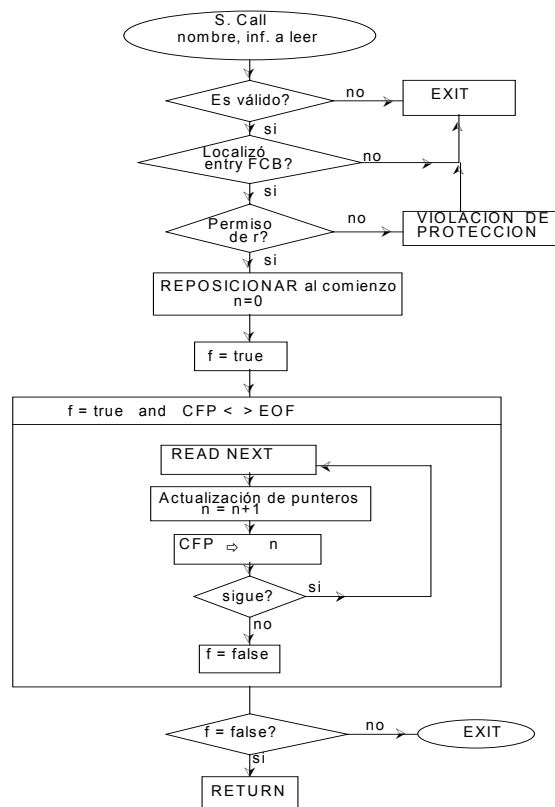 S. Call
nombre, inf. a leer
Es válido?
no
EXIT
si
Localizó
entry FCB?
no
si
Permiso
de r?
no
VIOLACION DE
PROTECCION
si
REPOSICIONAR al comienzo
n=0
f = true
f = true and CFP < > EOF
READ NEXT
Actualización de punteros
n = n+1
CFP ⇨ n
sigue?
si
no
f = false
f = false?
no
EXIT
si
RETURN